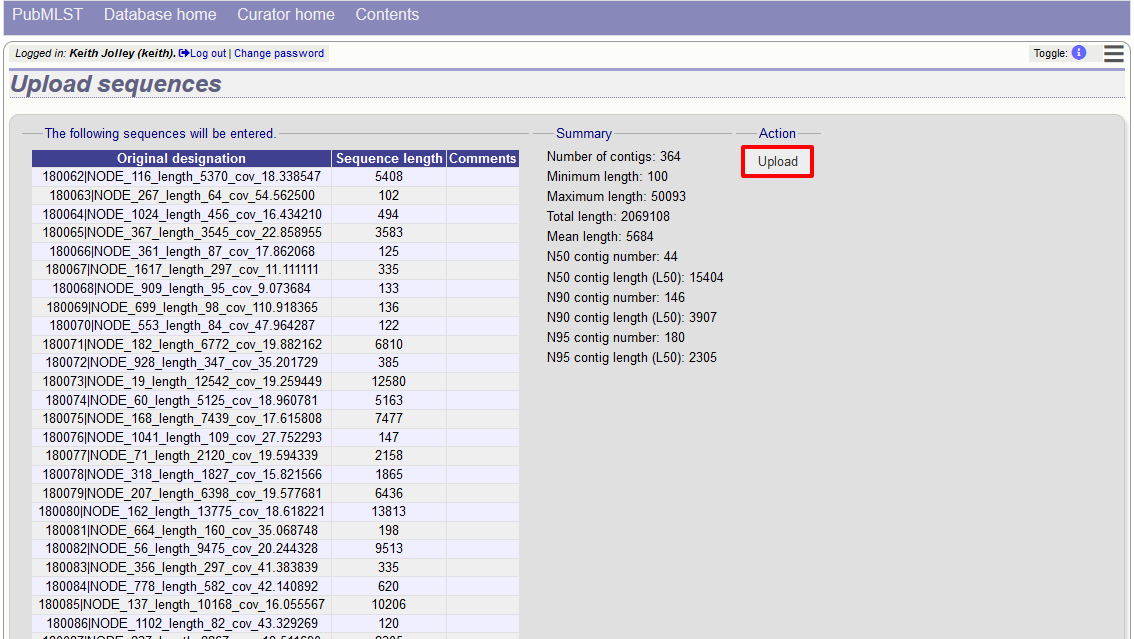 PubMLST Database home Curator home Contents
Logged in: Keith Jolley (keith). Log out | Change password Toggle: i
Upload sequences
The following sequences will be entered.
Original designation Sequence length Comments
180062|NODE_116_length_5370_cov_18.338547 5408
180063|NODE_267_length_64_cov_54.562500 102
180064|NODE_1024_length_456_cov_16.434210 494
180065|NODE_367_length_3545_cov_22.858955 3583
180066|NODE_361_length_87_cov_17.862068 125
180067|NODE_1617_length_297_cov_11.111111 335
180068|NODE_909_length_95_cov_9.073684 133
180069|NODE_699_length_98_cov_110.918365 136
180070|NODE_553_length_84_cov_47.964287 122
180071|NODE_182_length_6772_cov_19.882162 6810
180072|NODE_928_length_347_cov_35.201729 385
180073|NODE_19_length_12542_cov_19.259449 12580
180074|NODE_60_length_5125_cov_18.960781 5163
180075|NODE_168_length_7439_cov_17.615808 7477
180076|NODE_1041_length_109_cov_27.752293 147
180077|NODE_71_length_2120_cov_19.594339 2158
180078|NODE_318_length_1827_cov_15.821566 1865
180079|NODE_207_length_6398_cov_19.577681 6436
180080|NODE_162_length_13775_cov_18.618221 13813
180081|NODE_664_length_160_cov_35.068748 198
180082|NODE_56_length_9475_cov_20.244328 9513
180083|NODE_356_length_297_cov_41.383839 335
180084|NODE_778_length_582_cov_42.140892 620
180085|NODE_137_length_10168_cov_16.055567 10206
180086|NODE_1102_length_82_cov_43.329269 120
Summary
Number of contigs: 364
Minimum length: 100
Maximum length: 50093
Total length: 2069108
Mean length: 5684
N50 contig number: 44
N50 contig length (L50): 15404
N90 contig number: 146
N90 contig length (L50): 3907
N95 contig number: 180
N95 contig length (L50): 2305
Action
Upload